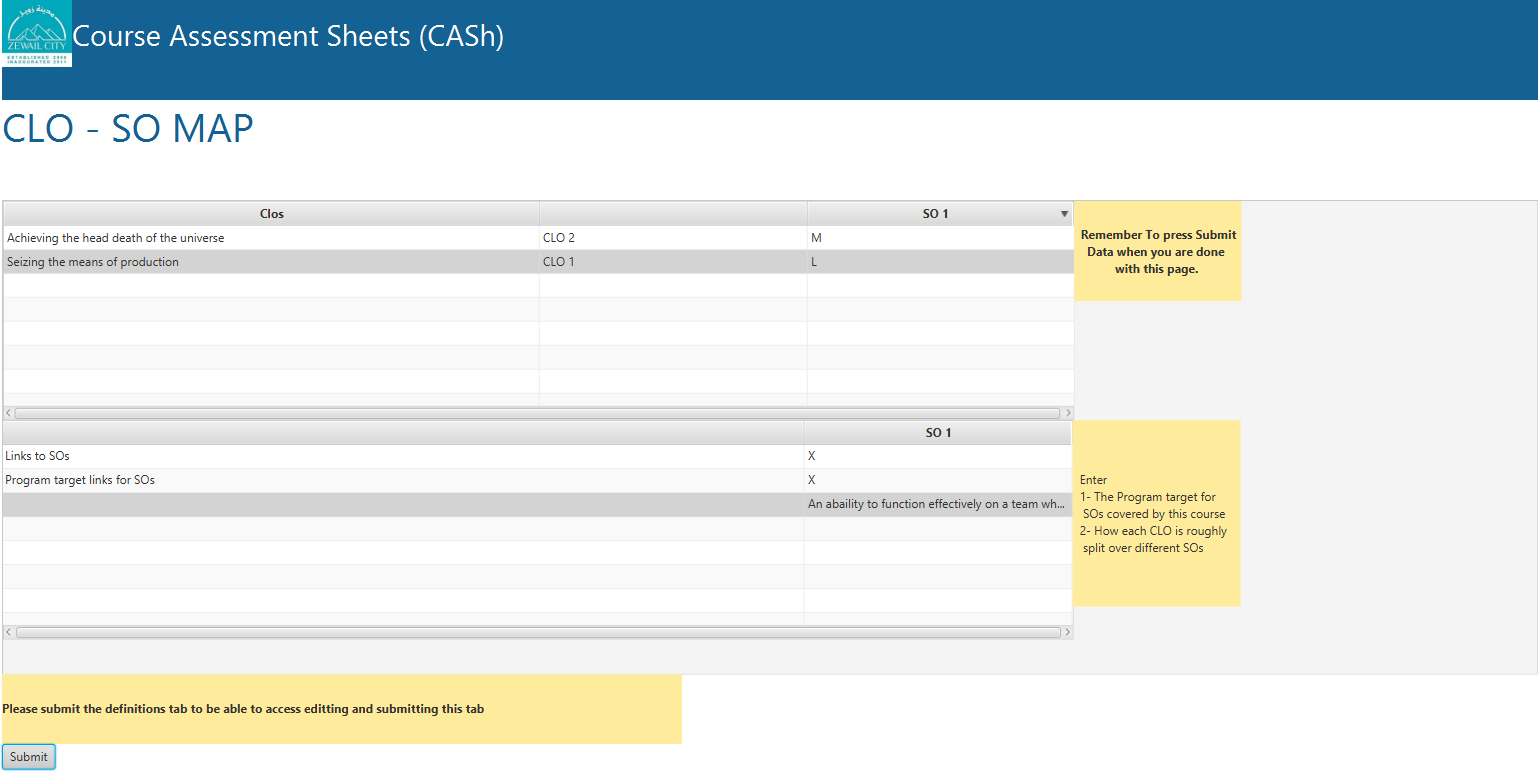 مدينة زويل
ZEWAIL CITY
ESTABLISHED 2000
INAUGURATED 2011
Course Assessment Sheets (CASh)
CLO - SO MAP
Clos SO 1
Achieving the head death of the universe CLO 2 M
Seizing the means of production CLO 1 L
Remember To press Submit
Data when you are done
with this page.
SO 1
Links to SOs X
Program target links for SOs X
An abaility to function effectively on a team wh...
Enter
1- The Program target for
SOs covered by this course
2- How each CLO is roughly
split over different SOs
Please submit the definitions tab to be able to access editting and submitting this tab
Submit